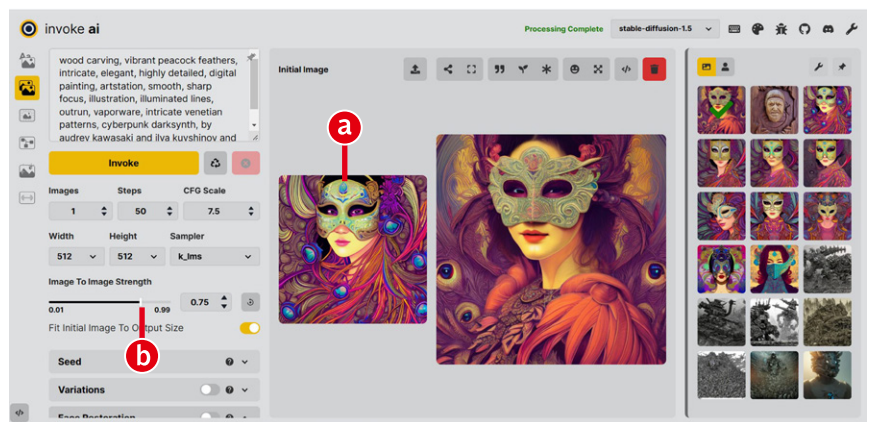 invoke ai
Processing Complete
stable-diffusion-1.5
wood carving, vibrant peacock feathers,
intricate, elegant, highly detailed, digital
painting, artstation, smooth, sharp
focus, illustration, illuminated lines,
outrun, vaporware, intricate venetian
patterns, cyberpunk darksynth, by
audrey kawasaki and ilya kuvshinov and
Invoke
Images Steps CFG Scale
1 50 7.5
Width Height Sampler
512 512 k_lms
Image To Image Strength
0.75
0.01 0.99
Fit Initial Image To Output Size
Seed
Variations
Face Restoration
Initial Image
a
b